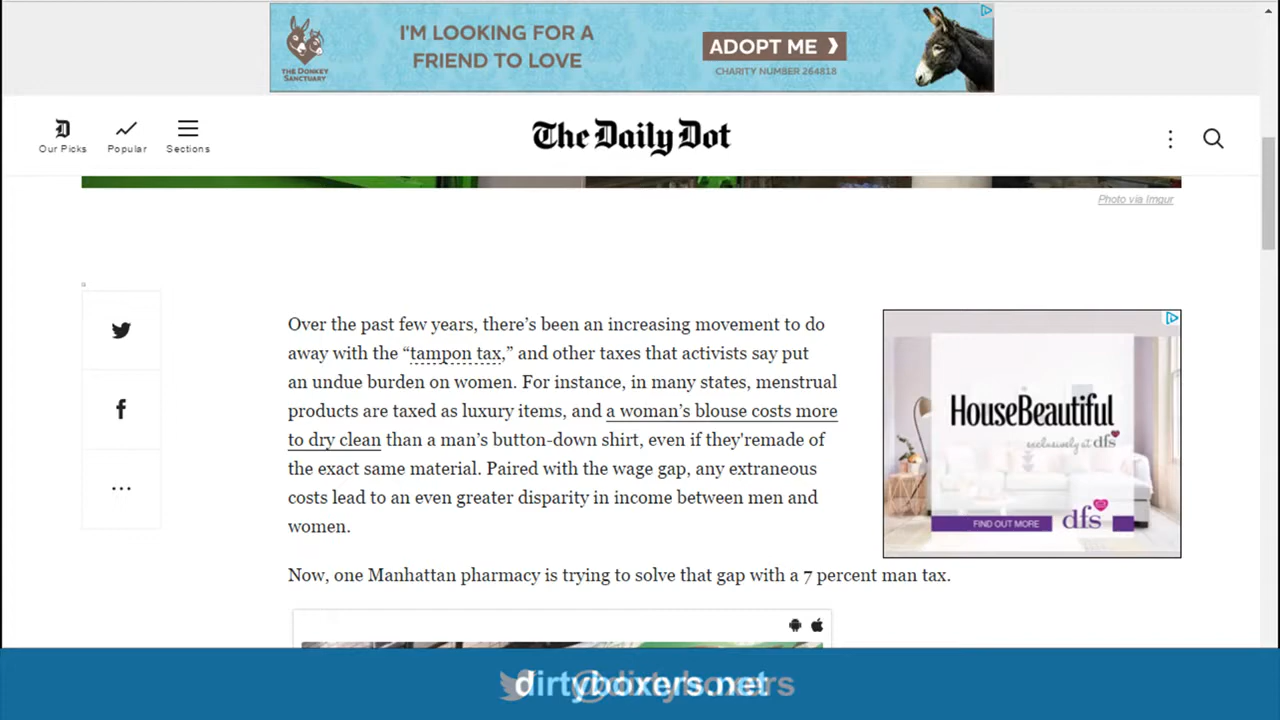 I'M LOOKING FOR A
FRIEND TO LOVE
THE DONKEY
SANCTUARY
ADOPT ME ❯
CHARITY NUMBER 264818
Our Picks
Popular
Sections
The Daily Dot
Photo via Imgur
Over the past few years, there’s been an increasing movement to do
away with the “tampon tax,” and other taxes that activists say put
an undue burden on women. For instance, in many states, menstrual
products are taxed as luxury items, and a woman’s blouse costs more
to dry clean than a man’s button-down shirt, even if they'remade of
the exact same material. Paired with the wage gap, any extraneous
costs lead to an even greater disparity in income between men and
women.
HouseBeautiful
exclusively at dfs
FIND OUT MORE
dfs
Now, one Manhattan pharmacy is trying to solve that gap with a 7 percent man tax.
dirtyboxers.net